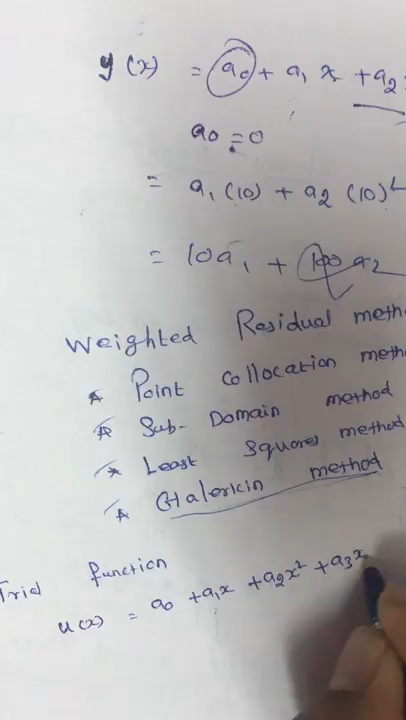 y(x) = a0 + a1 x + a2
a0 = 0
= a1 (10) + a2 (10)²
= 10a1 + 100 a2
Weighted Residual meth
* Point collocation meth
* Sub-Domain method
* Least Squares method
* Galerkin method
Trial function
u(x) = a0 + a1x + a2x² + a3x